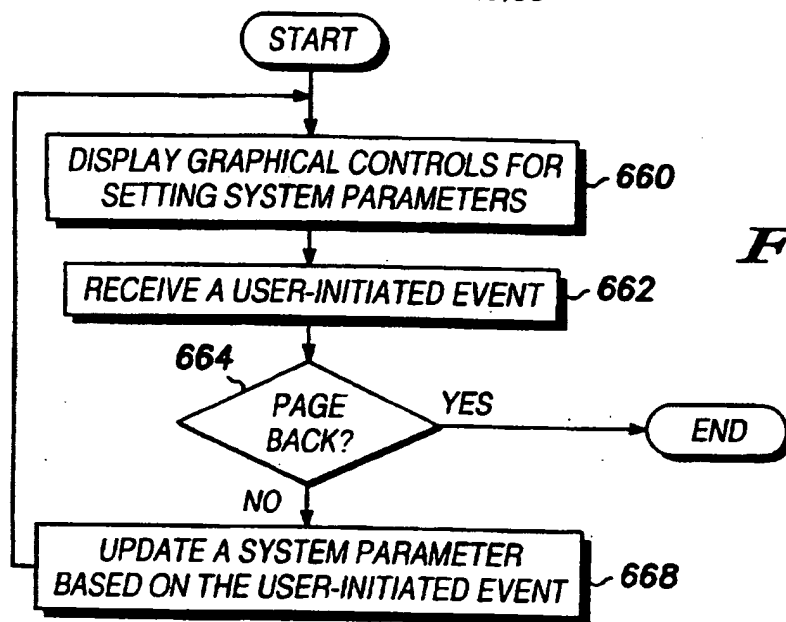 START
DISPLAY GRAPHICAL CONTROLS FOR
SETTING SYSTEM PARAMETERS
660
RECEIVE A USER-INITIATED EVENT
662
F
664
PAGE
BACK?
YES
END
NO
UPDATE A SYSTEM PARAMETER
BASED ON THE USER-INITIATED EVENT
668